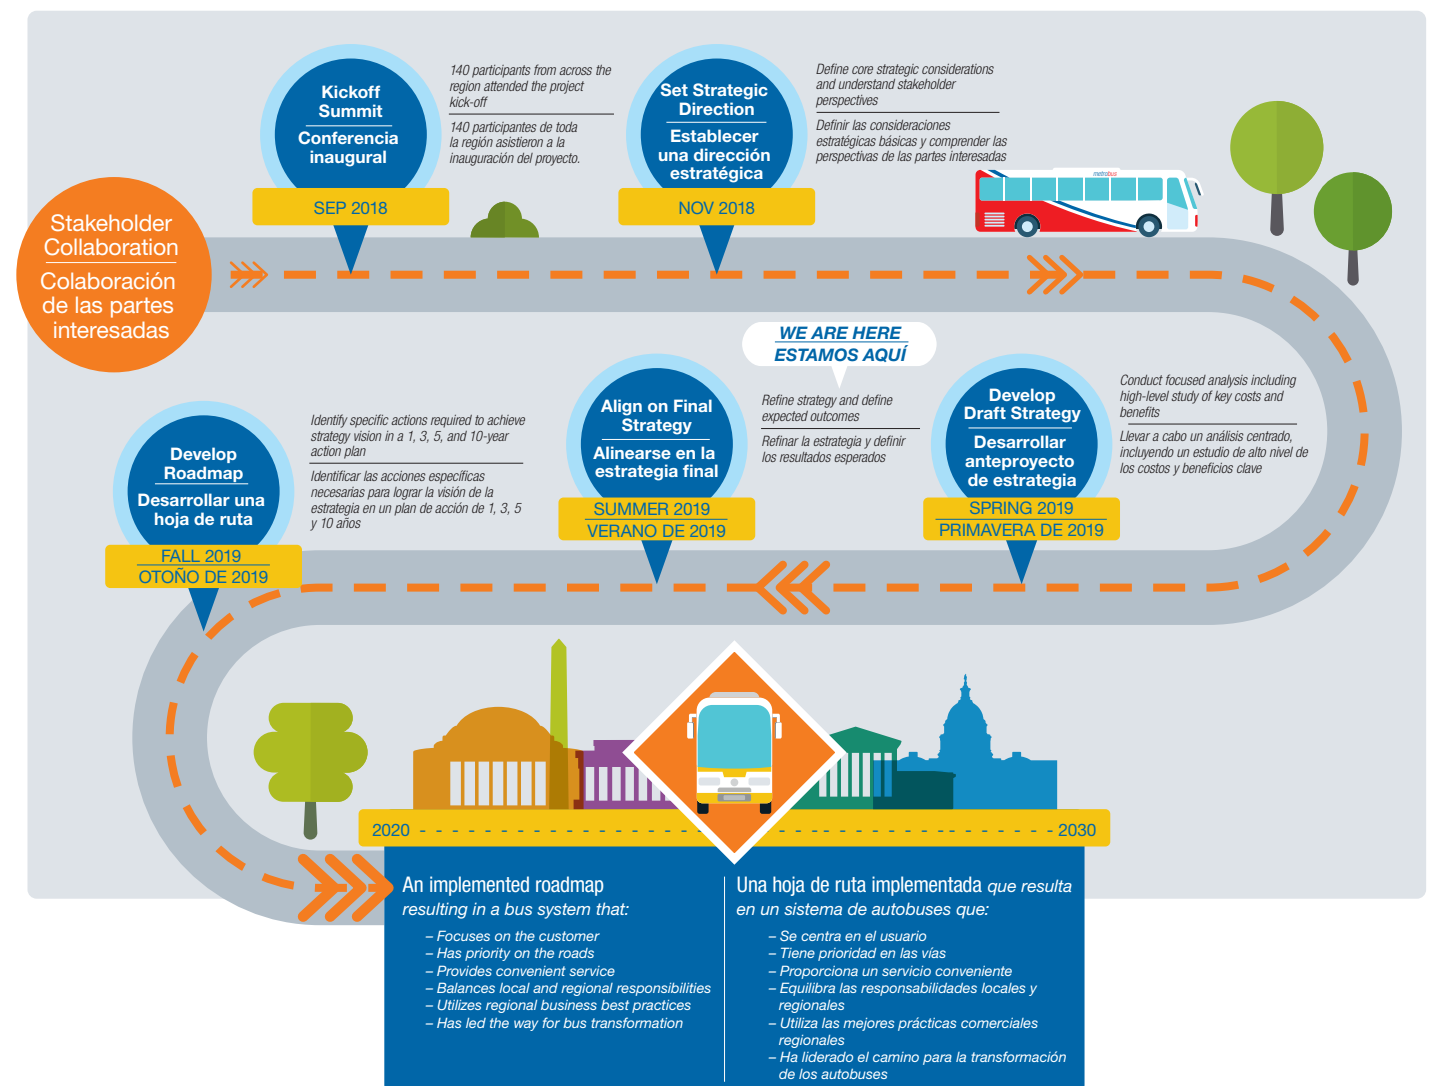 Stakeholder
Collaboration
Colaboración
de las partes
interesadas
Kickoff
Summit
Conferencia
inaugural
SEP 2018
140 participants from across the
region attended the project
kick-off
140 participantes de toda
la región asistieron a la
inauguración del proyecto.
Set Strategic
Direction
Establecer
una dirección
estratégica
NOV 2018
Define core strategic considerations
and understand stakeholder
perspectives
Definir las consideraciones
estratégicas básicas y comprender las
perspectivas de las partes interesadas
metrobus
Develop
Draft Strategy
Desarrollar
anteproyecto
de estrategia
SPRING 2019
PRIMAVERA DE 2019
Conduct focused analysis including
high-level study of key costs and
benefits
Llevar a cabo un análisis centrado,
incluyendo un estudio de alto nivel de
los costos y beneficios clave
WE ARE HERE
ESTAMOS AQUÍ
Align on Final
Strategy
Alinearse en la
estrategia final
SUMMER 2019
VERANO DE 2019
Refine strategy and define
expected outcomes
Refinar la estrategia y definir
los resultados esperados
Develop
Roadmap
Desarrollar una
hoja de ruta
FALL 2019
OTOÑO DE 2019
Identify specific actions required to achieve
strategy vision in a 1, 3, 5, and 10-year
action plan
Identificar las acciones específicas
necesarias para lograr la visión de la
estrategia en un plan de acción de 1, 3, 5
y 10 años
2020 2030
An implemented roadmap
resulting in a bus system that:
– Focuses on the customer
– Has priority on the roads
– Provides convenient service
– Balances local and regional responsibilities
– Utilizes regional business best practices
– Has led the way for bus transformation
Una hoja de ruta implementada que resulta
en un sistema de autobuses que:
– Se centra en el usuario
– Tiene prioridad en las vías
– Proporciona un servicio conveniente
– Equilibra las responsabilidades locales y
regionales
– Utiliza las mejores prácticas comerciales
regionales
– Ha liderado el camino para la transformación
de los autobuses